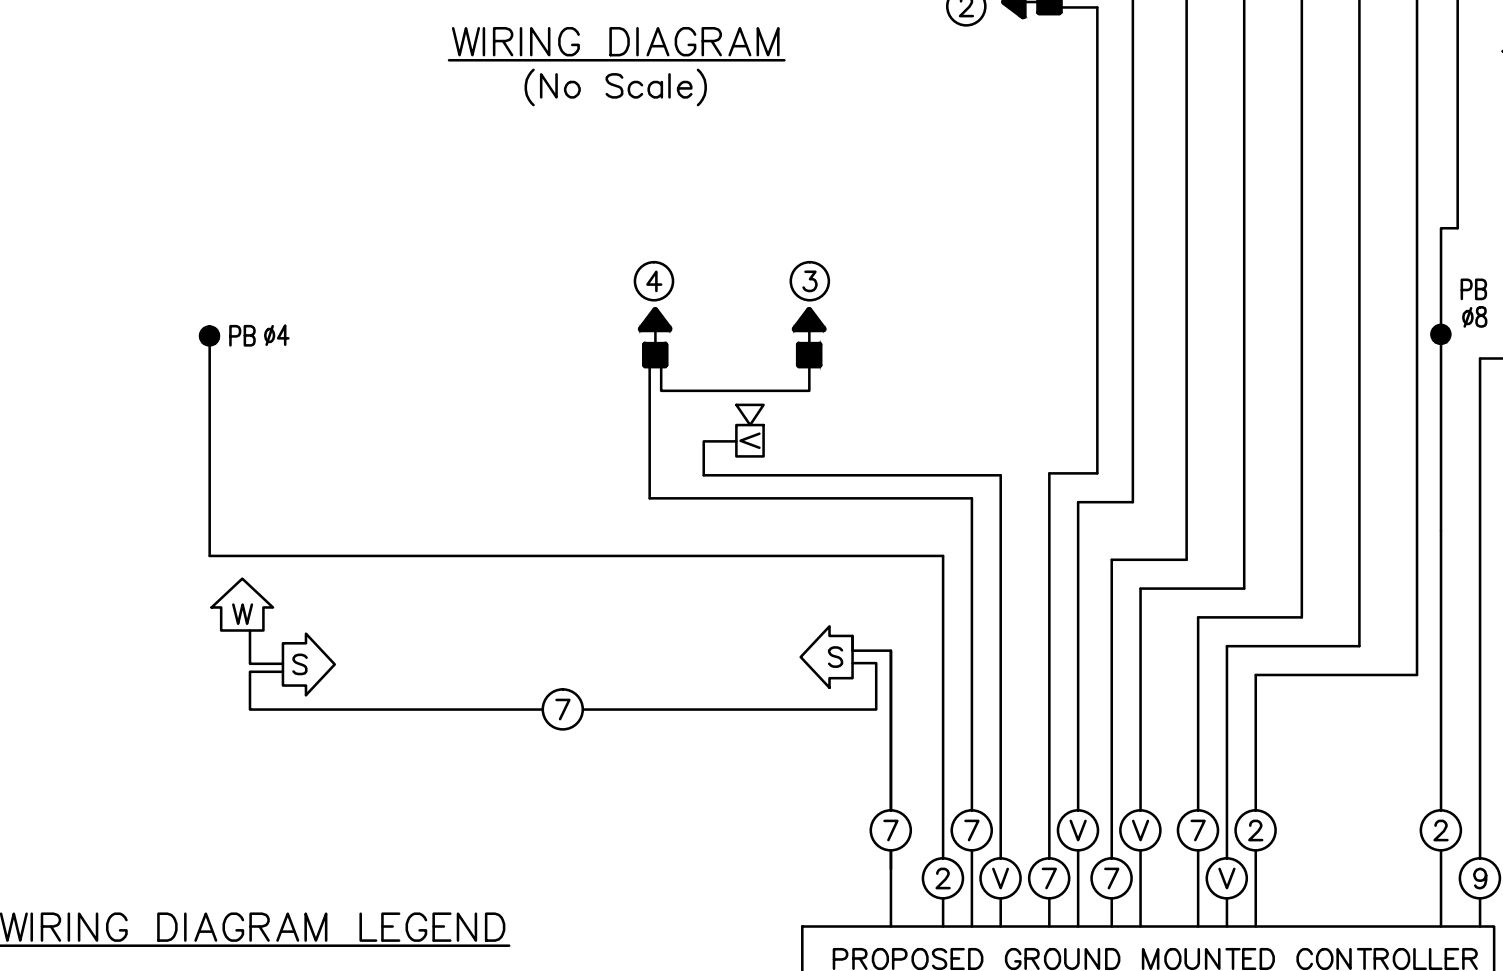 2
WIRING DIAGRAM
(No Scale)
4
3
PB
ø8
PB ø4
V
W
S
S
7
7
7
V
V
7
2
2
2
V
7
7
V
9
WIRING DIAGRAM LEGEND
PROPOSED GROUND MOUNTED CONTROLLER